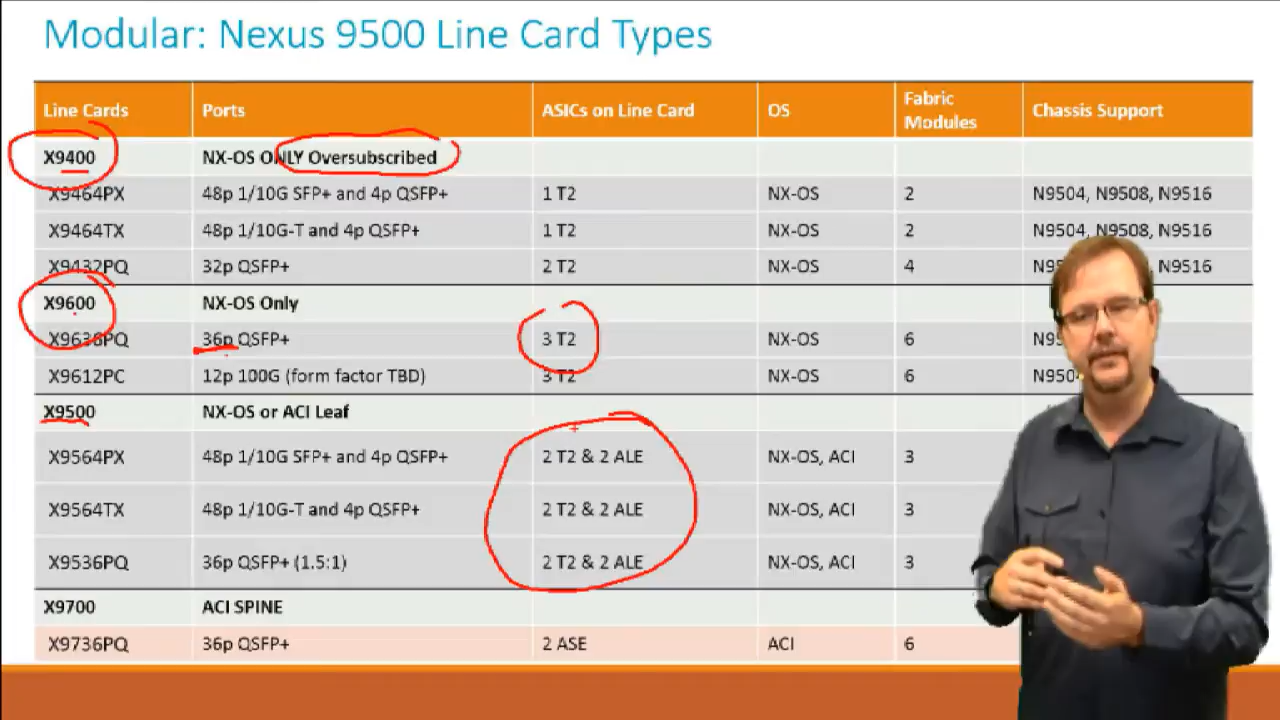 Modular: Nexus 9500 Line Card Types
Line Cards Ports ASICs on Line Card OS Fabric Modules Chassis Support
X9400 NX-OS ONLY Oversubscribed
X9464PX 48p 1/10G SFP+ and 4p QSFP+ 1 T2 NX-OS 2 N9504, N9508, N9516
X9464TX 48p 1/10G-T and 4p QSFP+ 1 T2 NX-OS 2 N9504, N9508, N9516
X9432PQ 32p QSFP+ 2 T2 NX-OS 4 N9516
X9600 NX-OS Only
X9636PQ 36p QSFP+ 3 T2 NX-OS 6
X9612PC 12p 100G (form factor TBD) 3 T2 NX-OS 6
X9500 NX-OS or ACI Leaf
X9564PX 48p 1/10G SFP+ and 4p QSFP+ 2 T2 & 2 ALE NX-OS, ACI 3
X9564TX 48p 1/10G-T and 4p QSFP+ 2 T2 & 2 ALE NX-OS, ACI 3
X9536PQ 36p QSFP+ (1.5:1) 2 T2 & 2 ALE NX-OS, ACI 3
X9700 ACI SPINE
X9736PQ 36p QSFP+ 2 ASE ACI 6